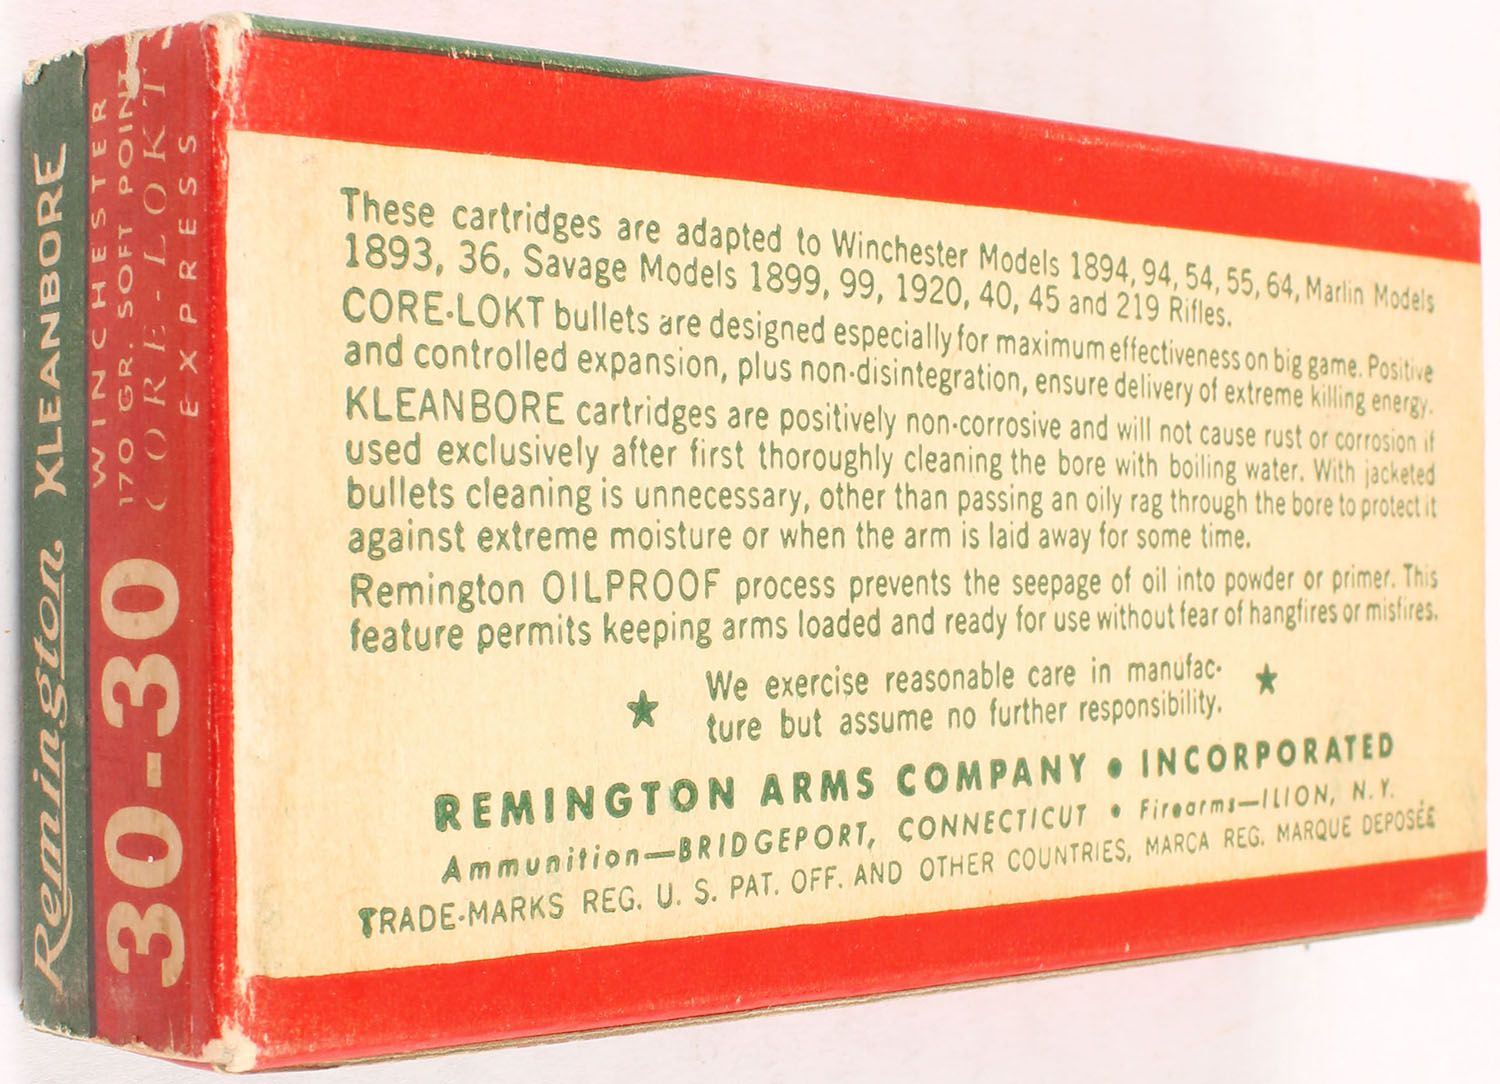 Remington KLEANBORE
30-30
WINCHESTER
170 GR. SOFT POINT
CORE-LOKT
EXPRESS
These cartridges are adapted to Winchester Models 1894, 94, 54, 55, 64, Marlin Models
1893, 36, Savage Models 1899, 99, 1920, 40, 45 and 219 Rifles.
CORE-LOKT bullets are designed especially for maximum effectiveness on big game. Positive
and controlled expansion, plus non-disintegration, ensure delivery of extreme killing energy.
KLEANBORE cartridges are positively non-corrosive and will not cause rust or corrosion if
used exclusively after first thoroughly cleaning the bore with boiling water. With jacketed
bullets cleaning is unnecessary, other than passing an oily rag through the bore to protect it
against extreme moisture or when the arm is laid away for some time.
Remington OILPROOF process prevents the seepage of oil into powder or primer. This
feature permits keeping arms loaded and ready for use without fear of hangfires or misfires.
★ We exercise reasonable care in manufac- ★
ture but assume no further responsibility.
REMINGTON ARMS COMPANY • INCORPORATED
Ammunition—BRIDGEPORT, CONNECTICUT • Firearms—ILION, N. Y.
TRADE-MARKS REG. U. S. PAT. OFF. AND OTHER COUNTRIES, MARCA REG. MARQUE DEPOSÉE